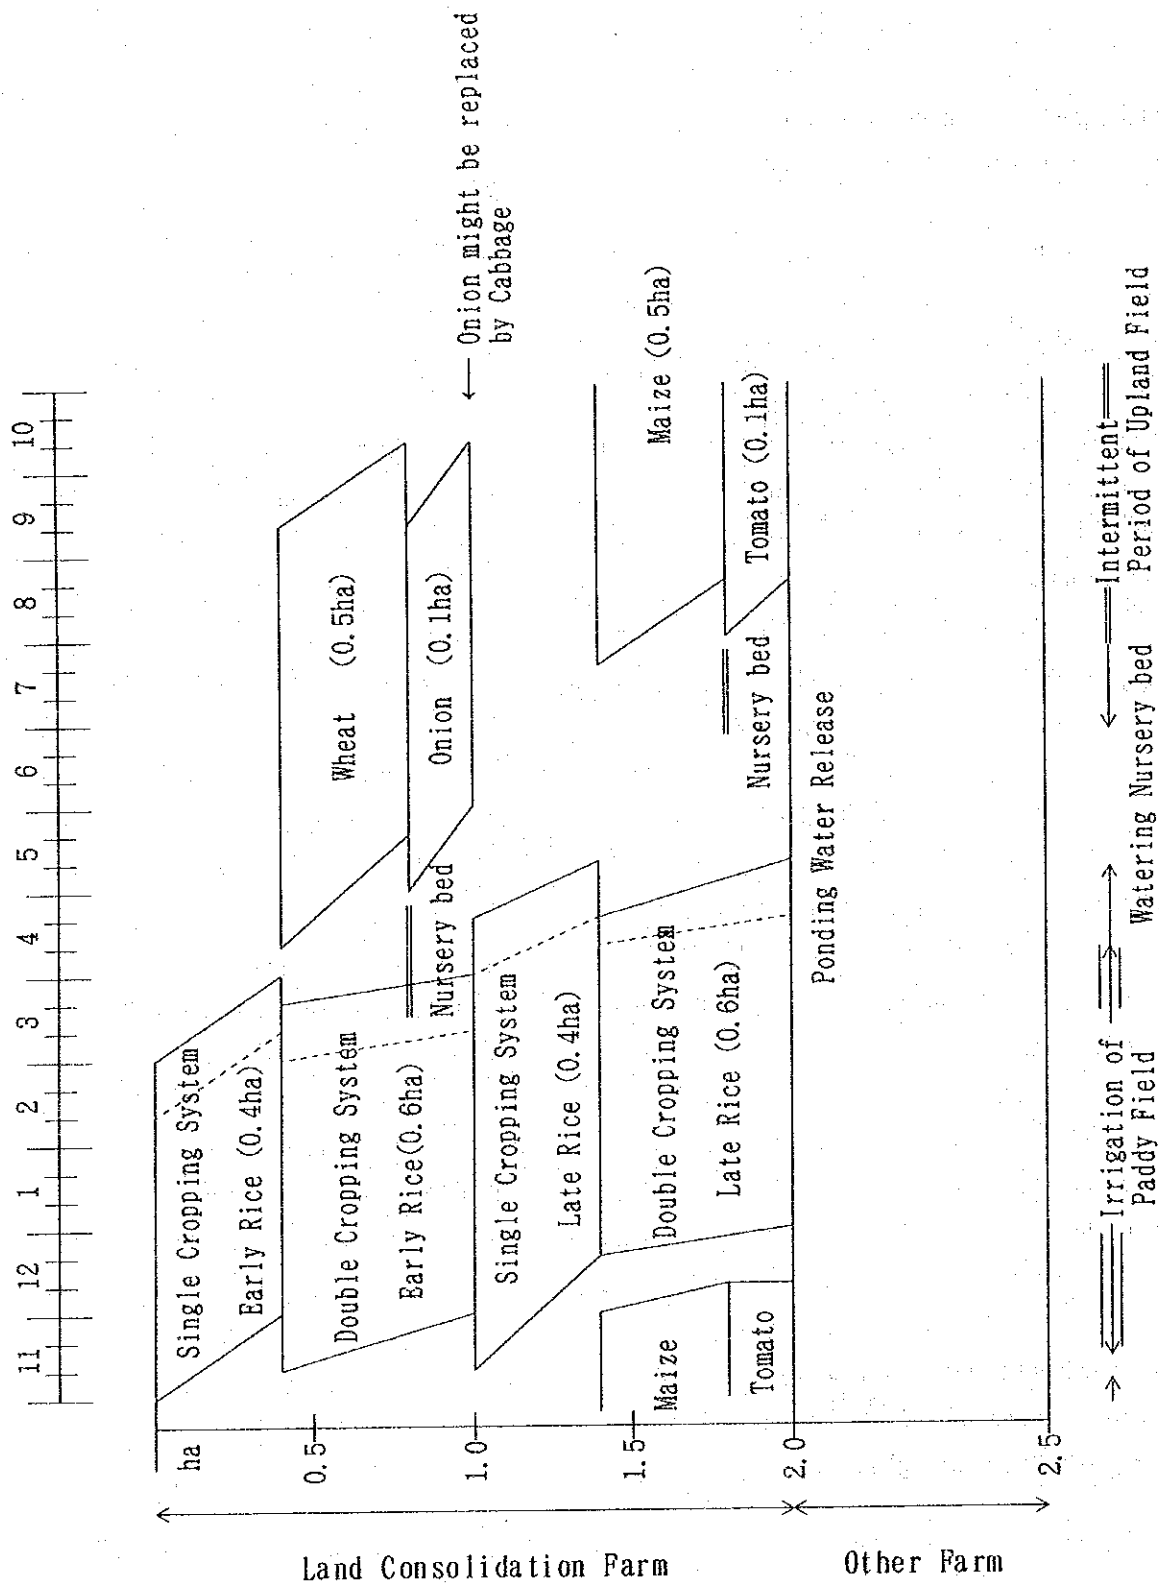 11 12 1 2 3 4 5 6 7 8 9 10
ha
0.5
1.0
1.5
2.0
2.5
Land Consolidation Farm
Other Farm
Single Cropping System
Early Rice (0.4ha)
Double Cropping System
Early Rice(0.6ha)
Nursery bed
Wheat (0.5ha)
Onion (0.1ha)
Onion might be replaced
by Cabbage
Single Cropping System
Late Rice (0.4ha)
Double Cropping System
Late Rice (0.6ha)
Maize
Tomato
Nursery bed
Maize (0.5ha)
Tomato (0.1ha)
Ponding Water Release
Irrigation of
Paddy Field
Watering Nursery bed
Intermittent
Period of Upland Field